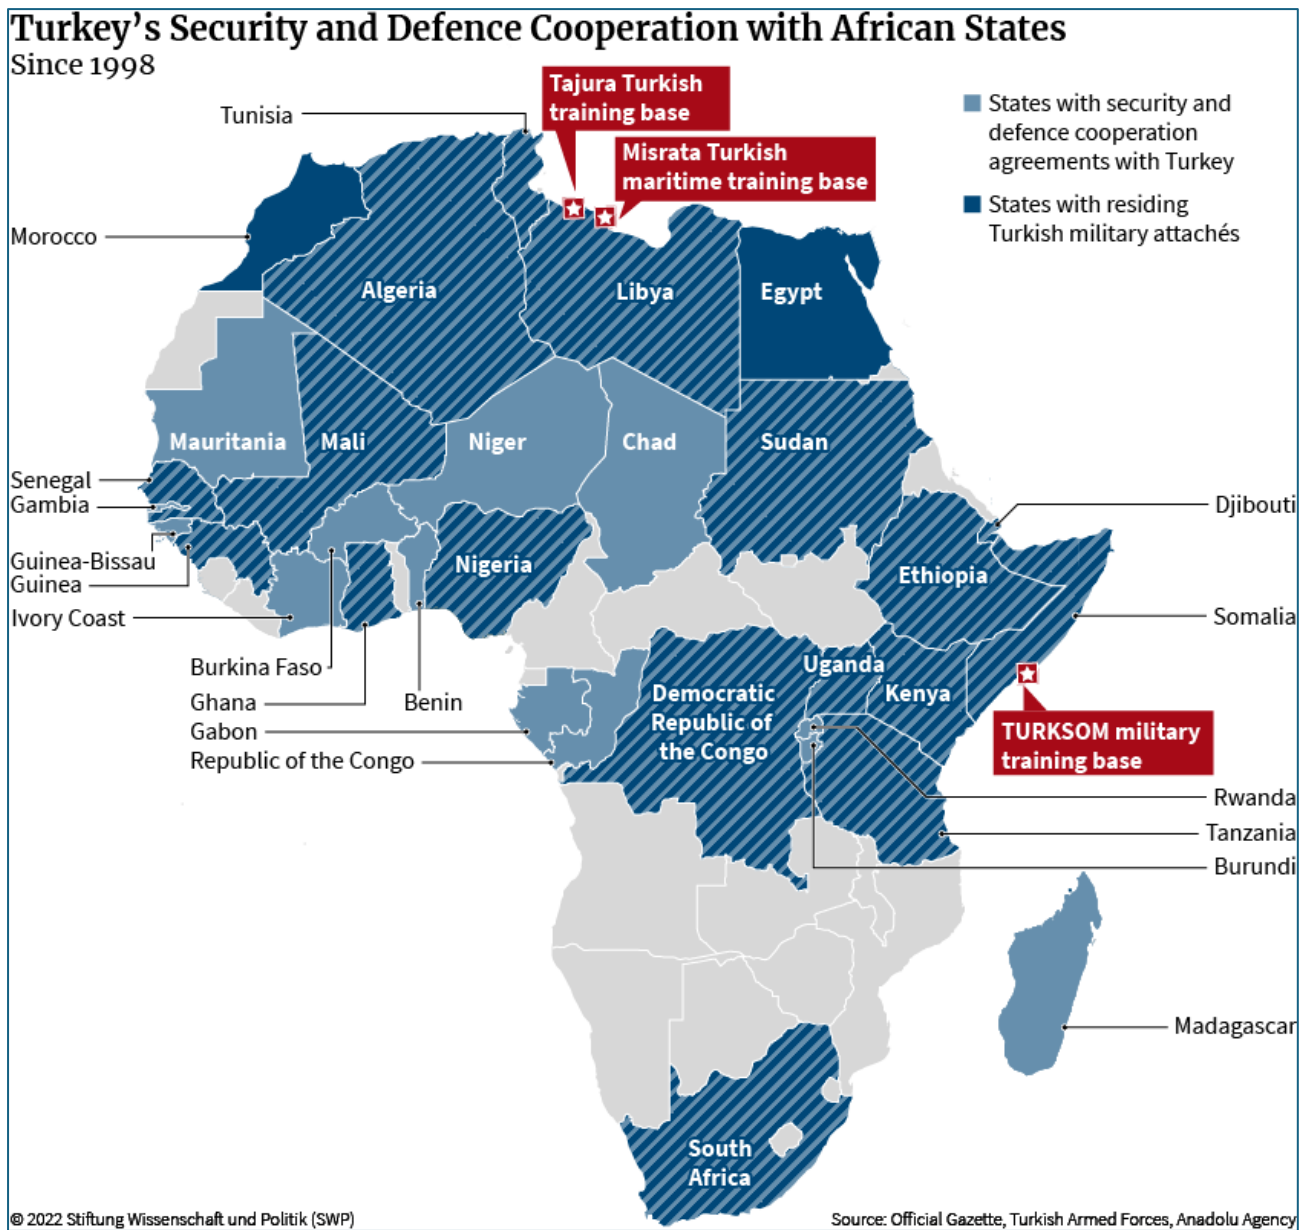 Turkey’s Security and Defence Cooperation with African States
Since 1998
Tajura Turkish
training base
Misrata Turkish
maritime training base
States with security and
defence cooperation
agreements with Turkey
States with residing
Turkish military attachés
Tunisia
Morocco
Algeria
Libya
Egypt
Mauritania
Mali
Niger
Chad
Sudan
Senegal
Gambia
Guinea-Bissau
Guinea
Ivory Coast
Burkina Faso
Ghana
Benin
Gabon
Republic of the Congo
Nigeria
Djibouti
Ethiopia
Somalia
Uganda
Kenya
Democratic
Republic of
the Congo
TURKSOM military
training base
Rwanda
Tanzania
Burundi
Madagascar
South
Africa
© 2022 Stiftung Wissenschaft und Politik (SWP)
Source: Official Gazette, Turkish Armed Forces, Anadolu Agency